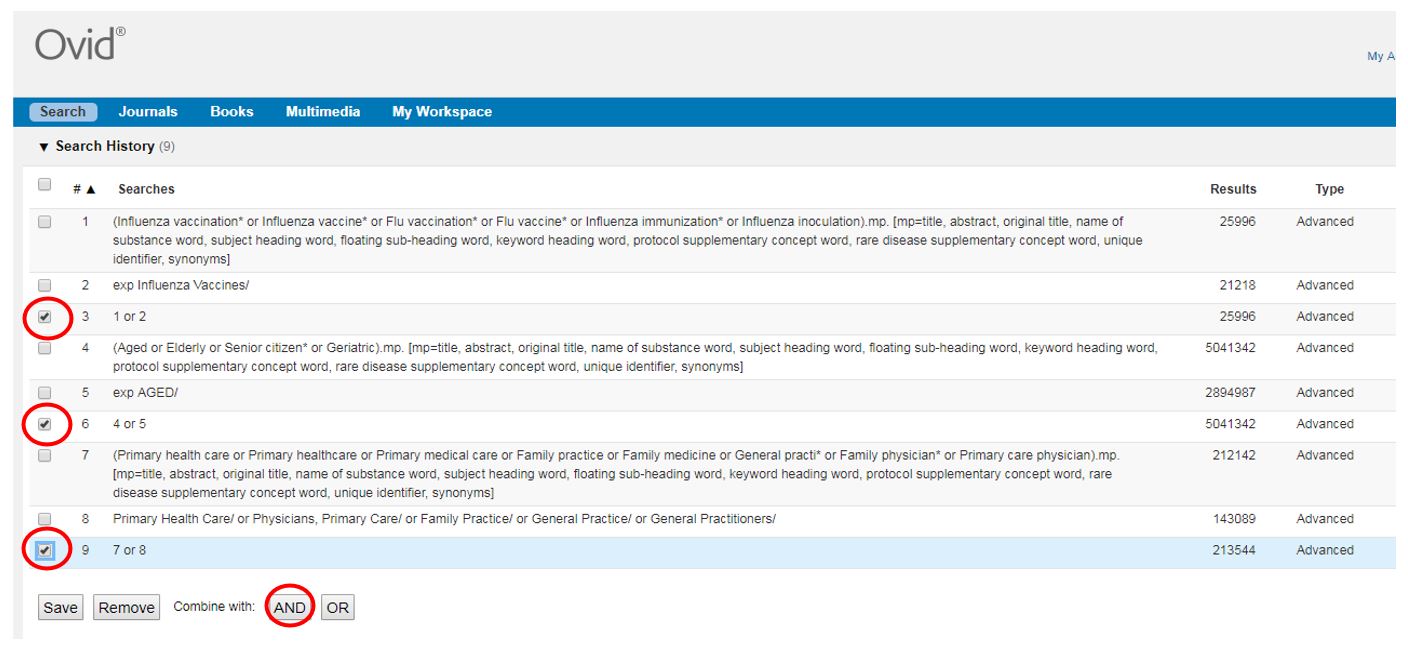 Ovid®
My A
Search Journals Books Multimedia My Workspace
▼ Search History (9)
# ▲ Searches Results Type
1 (Influenza vaccination* or Influenza vaccine* or Flu vaccination* or Flu vaccine* or Influenza immunization* or Influenza inoculation).mp. [mp=title, abstract, original title, name of 25996 Advanced
substance word, subject heading word, floating sub-heading word, keyword heading word, protocol supplementary concept word, rare disease supplementary concept word, unique
identifier, synonyms]
2 exp Influenza Vaccines/ 21218 Advanced
3 1 or 2 25996 Advanced
4 (Aged or Elderly or Senior citizen* or Geriatric).mp. [mp=title, abstract, original title, name of substance word, subject heading word, floating sub-heading word, keyword heading word, 5041342 Advanced
protocol supplementary concept word, rare disease supplementary concept word, unique identifier, synonyms]
5 exp AGED/ 2894987 Advanced
6 4 or 5 5041342 Advanced
7 (Primary health care or Primary healthcare or Primary medical care or Family practice or Family medicine or General practi* or Family physician* or Primary care physician).mp. 212142 Advanced
[mp=title, abstract, original title, name of substance word, subject heading word, floating sub-heading word, keyword heading word, protocol supplementary concept word, rare
disease supplementary concept word, unique identifier, synonyms]
8 Primary Health Care/ or Physicians, Primary Care/ or Family Practice/ or General Practice/ or General Practitioners/ 143089 Advanced
9 7 or 8 213544 Advanced
Save Remove Combine with: AND OR